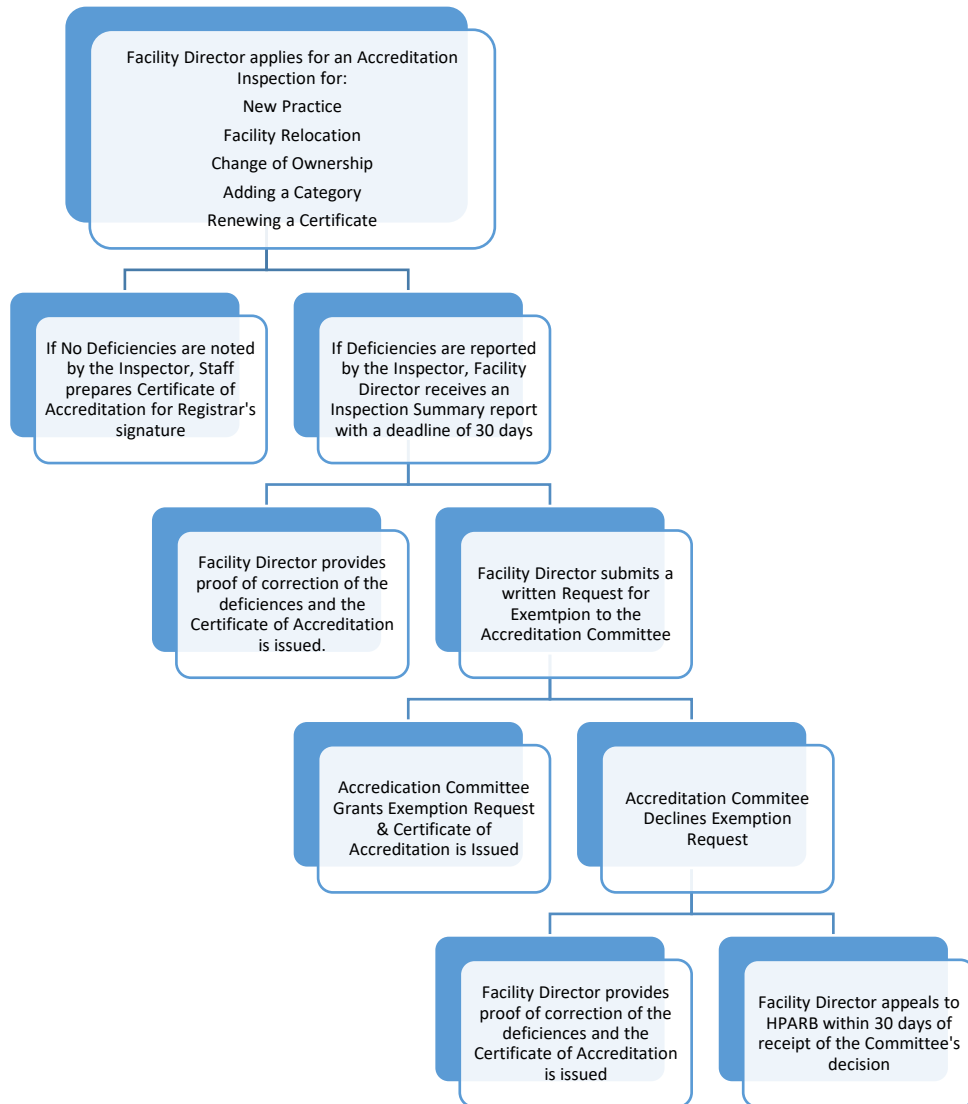 Facility Director applies for an Accreditation
Inspection for:
New Practice
Facility Relocation
Change of Ownership
Adding a Category
Renewing a Certificate
If No Deficiencies are noted
by the Inspector, Staff
prepares Certificate of
Accreditation for Registrar's
signature
If Deficiencies are reported
by the Inspector, Facility
Director receives an
Inspection Summary report
with a deadline of 30 days
Facility Director provides
proof of correction of the
deficiences and the
Certificate of Accreditation
is issued.
Facility Director submits a
written Request for
Exemtpion to the
Accreditation Committee
Accredication Committee
Grants Exemption Request
& Certificate of
Accreditation is Issued
Accreditation Commitee
Declines Exemption
Request
Facility Director provides
proof of correction of the
deficiences and the
Certificate of Accreditation
is issued
Facility Director appeals to
HPARB within 30 days of
receipt of the Committee's
decision